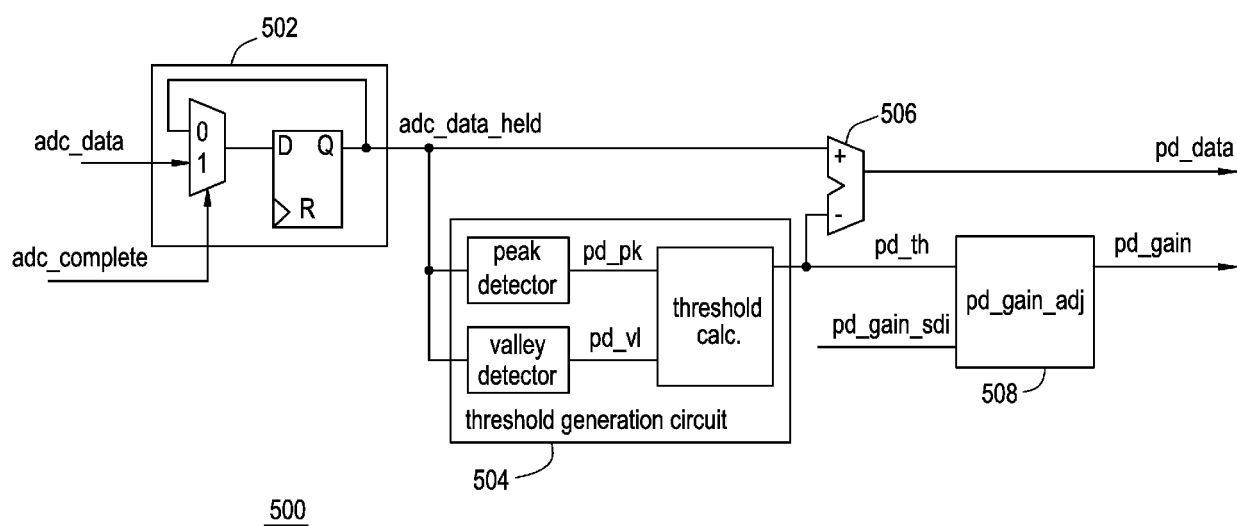 502
506
adc_data
0
1
D Q
R
adc_data_held
+
-
pd_data
adc_complete
peak
detector
pd_pk
valley
detector
pd_vl
threshold
calc.
threshold generation circuit
504
pd_th
pd_gain_sdi
pd_gain_adj
pd_gain
508
500